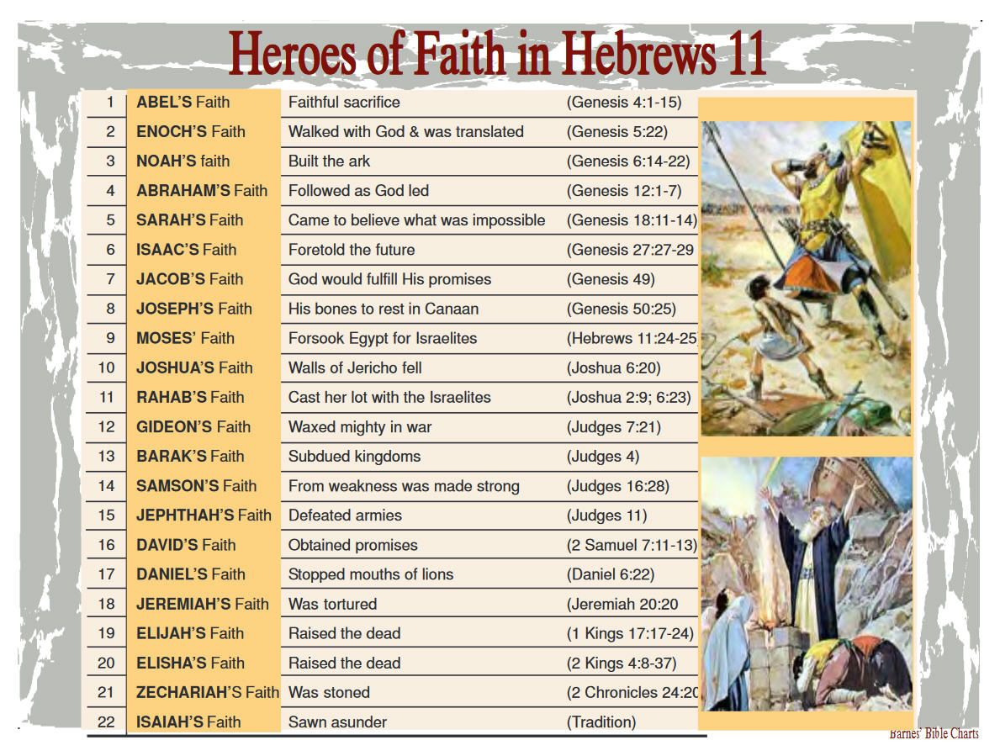 Heroes of Faith in Hebrews 11
1 ABEL'S Faith Faithful sacrifice (Genesis 4:1-15)
2 ENOCH'S Faith Walked with God & was translated (Genesis 5:22)
3 NOAH'S faith Built the ark (Genesis 6:14-22)
4 ABRAHAM'S Faith Followed as God led (Genesis 12:1-7)
5 SARAH'S Faith Came to believe what was impossible (Genesis 18:11-14)
6 ISAAC'S Faith Foretold the future (Genesis 27:27-29
7 JACOB'S Faith God would fulfill His promises (Genesis 49)
8 JOSEPH'S Faith His bones to rest in Canaan (Genesis 50:25)
9 MOSES' Faith Forsook Egypt for Israelites (Hebrews 11:24-25)
10 JOSHUA'S Faith Walls of Jericho fell (Joshua 6:20)
11 RAHAB'S Faith Cast her lot with the Israelites (Joshua 2:9; 6:23)
12 GIDEON'S Faith Waxed mighty in war (Judges 7:21)
13 BARAK'S Faith Subdued kingdoms (Judges 4)
14 SAMSON'S Faith From weakness was made strong (Judges 16:28)
15 JEPHTHAH'S Faith Defeated armies (Judges 11)
16 DAVID'S Faith Obtained promises (2 Samuel 7:11-13)
17 DANIEL'S Faith Stopped mouths of lions (Daniel 6:22)
18 JEREMIAH'S Faith Was tortured (Jeremiah 20:20
19 ELIJAH'S Faith Raised the dead (1 Kings 17:17-24)
20 ELISHA'S Faith Raised the dead (2 Kings 4:8-37)
21 ZECHARIAH'S Faith Was stoned (2 Chronicles 24:20
22 ISAIAH'S Faith Sawn asunder (Tradition)
Barnes' Bible Charts